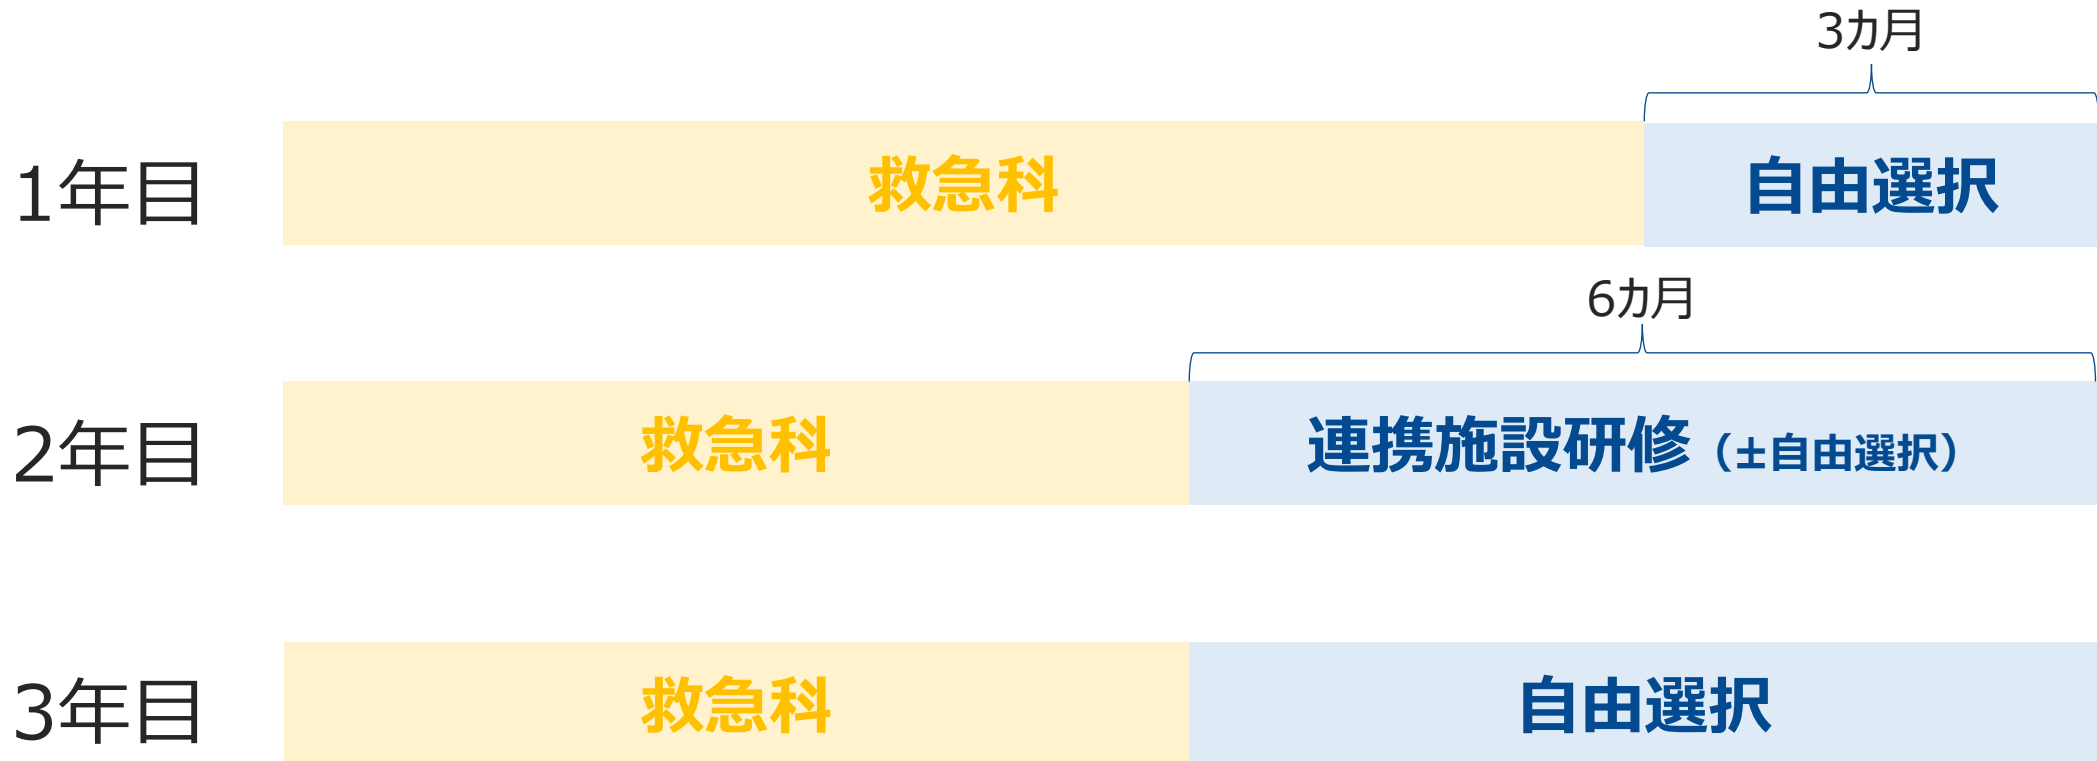 3カ月
1年目
救急科
自由選択
6カ月
2年目
救急科
連携施設研修（±自由選択）
3年目
救急科
自由選択